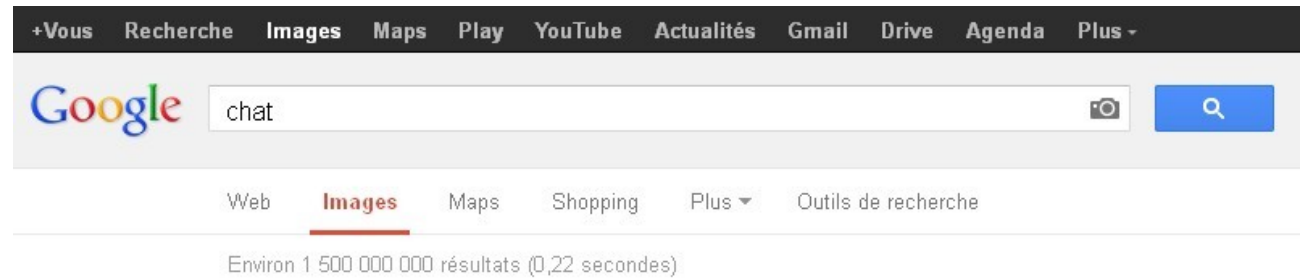 +Vous Recherche Images Maps Play YouTube Actualités Gmail Drive Agenda Plus
Google chat
Web Images Maps Shopping Plus Outils de recherche
Environ 1 500 000 000 résultats (0,22 secondes)